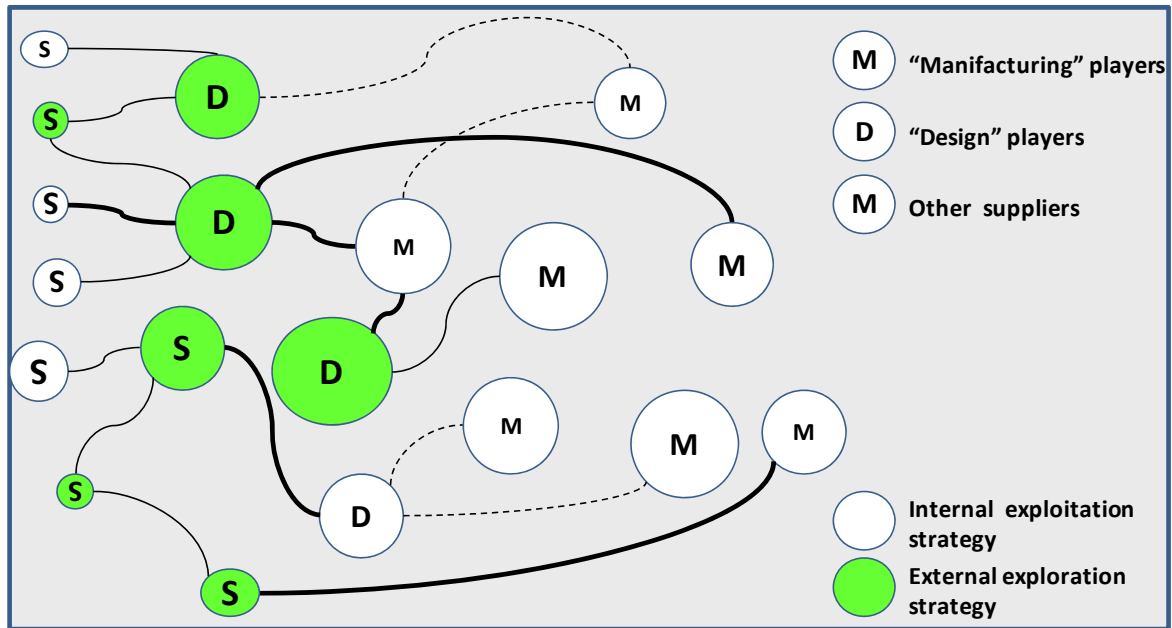 S
D
M
“Manifacturing” players
M
S
D
“Design” players
S
D
M
M
Other suppliers
S
M
M
S
S
D
M
M
M
S
D
Internal exploitation
strategy
S
External exploration
strategy